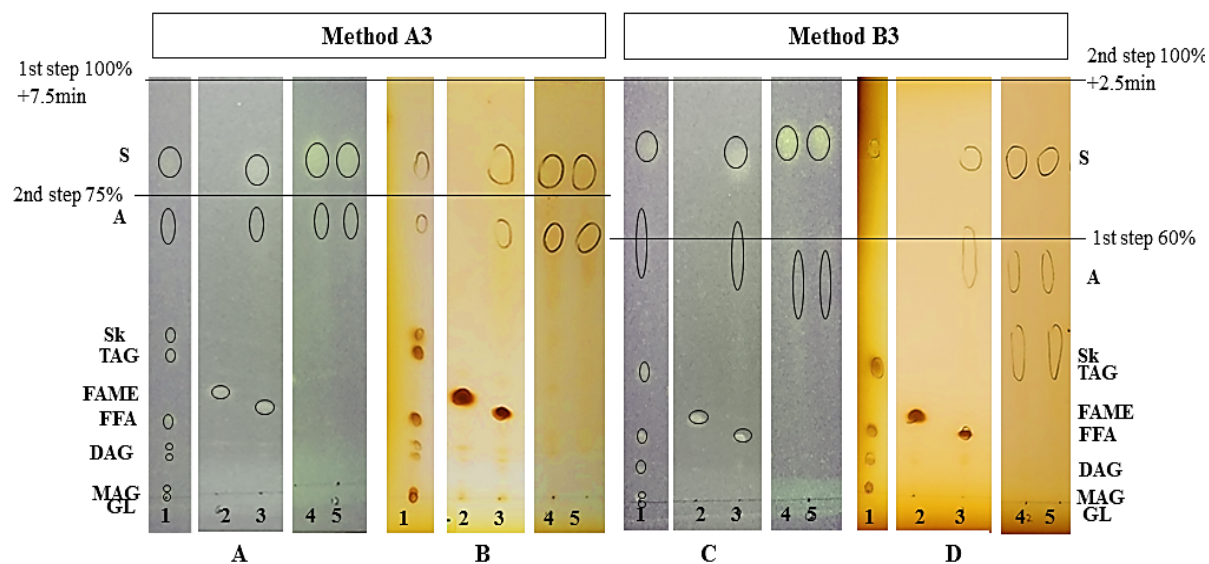 Method A3
Method B3
1st step 100%
+7.5min
2nd step 100%
+2.5min
S
S
2nd step 75%
A
1st step 60%
A
Sk
TAG
Sk
TAG
FAME
FFA
FAME
FFA
DAG
DAG
MAG
GL
MAG
GL
1 2 3 4 5 1 2 3 4 5 1 2 3 4 5 1 2 3 4 2 5
A B C D